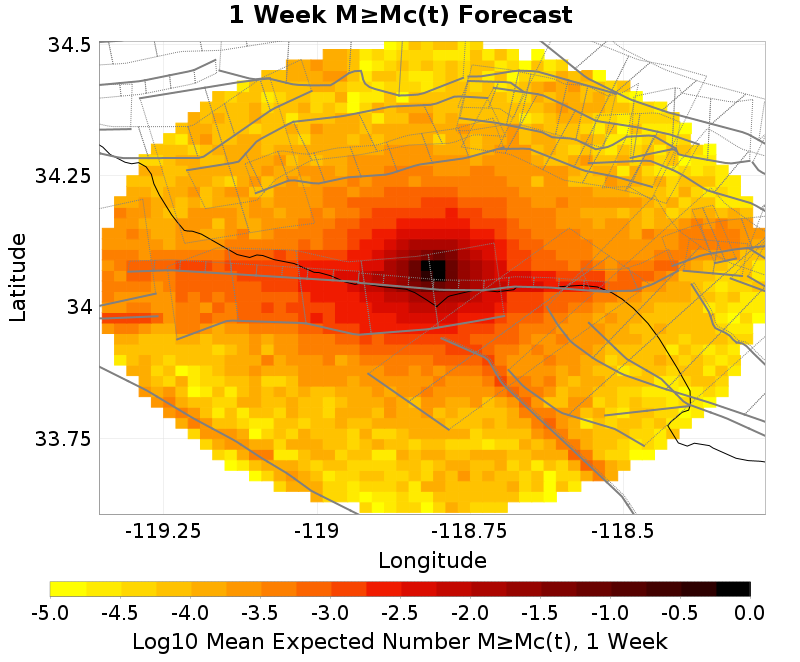 1 Week M≥Mc(t) Forecast
34.5
34.25
34
33.75
Latitude
-119.25 -119 -118.75 -118.5
Longitude
-5.0 -4.5 -4.0 -3.5 -3.0 -2.5 -2.0 -1.5 -1.0 -0.5 0.0
Log10 Mean Expected Number M≥Mc(t), 1 Week